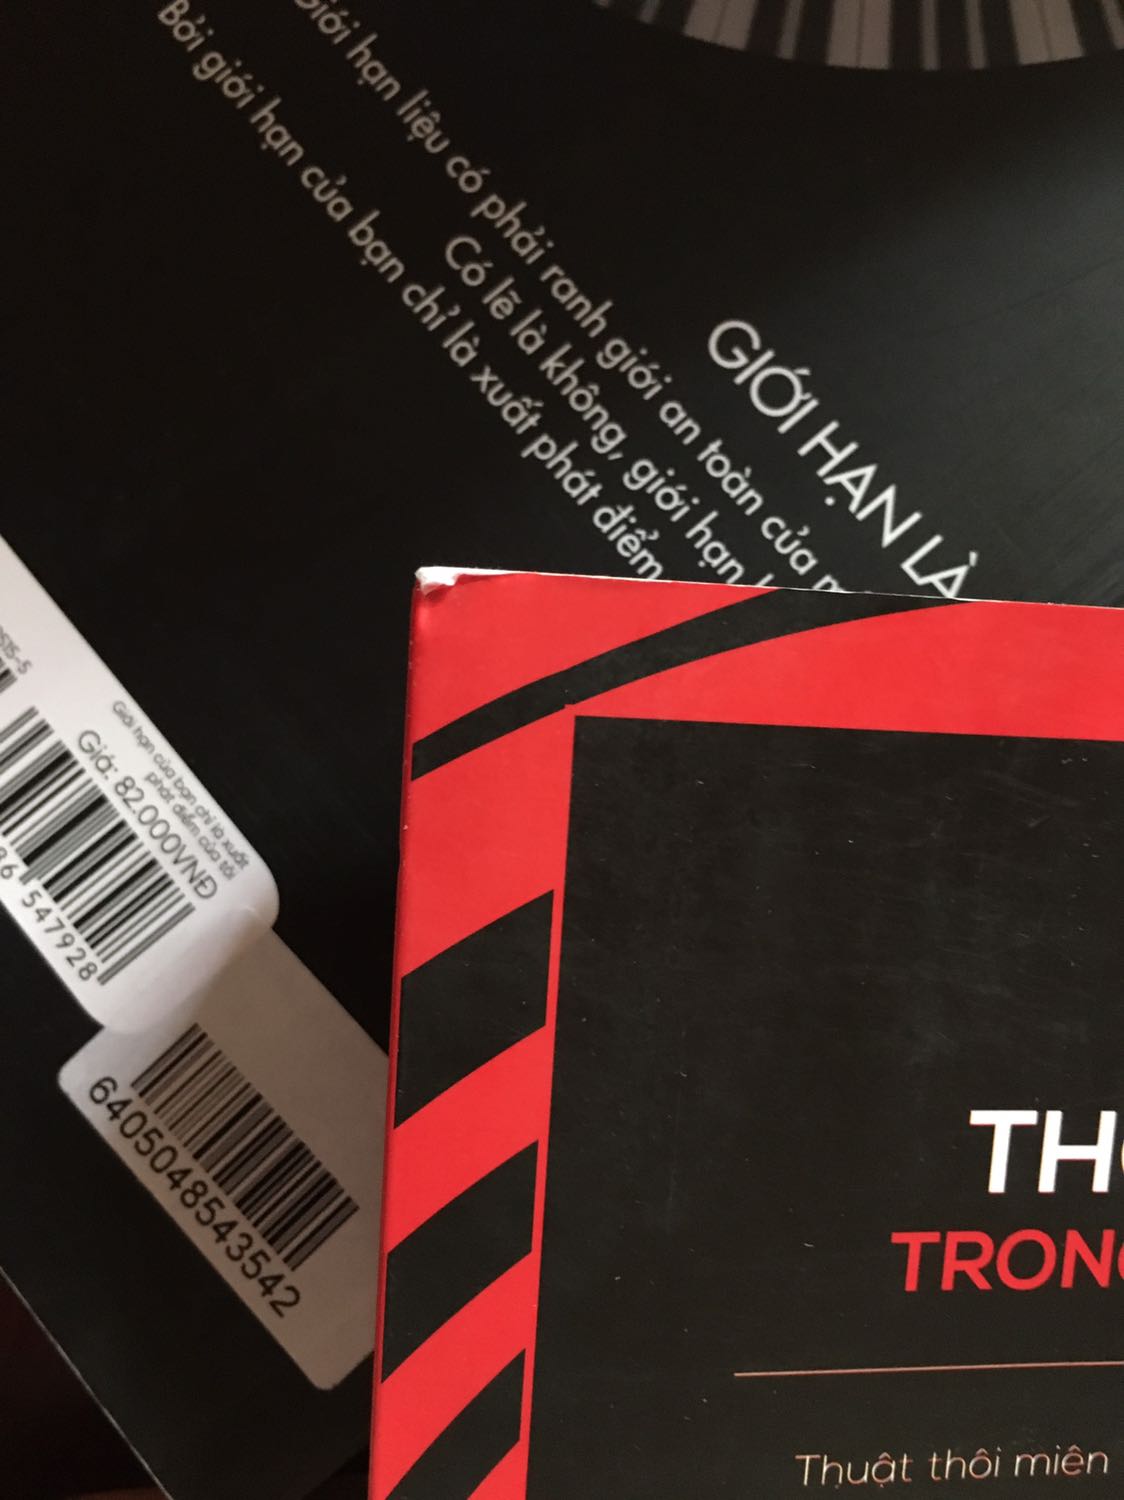 GIỚI HẠN LÀ
Giới hạn liệu có phải ranh giới an toàn của
Có lẽ là không, giới hạn
Bởi giới hạn của bạn chỉ là xuất phát điểm
Giới hạn của bạn chỉ là xuất
phát điểm của tôi
Giá: 82.000VNĐ
547928
6405048543542
TRONG
Thuật thôi miên